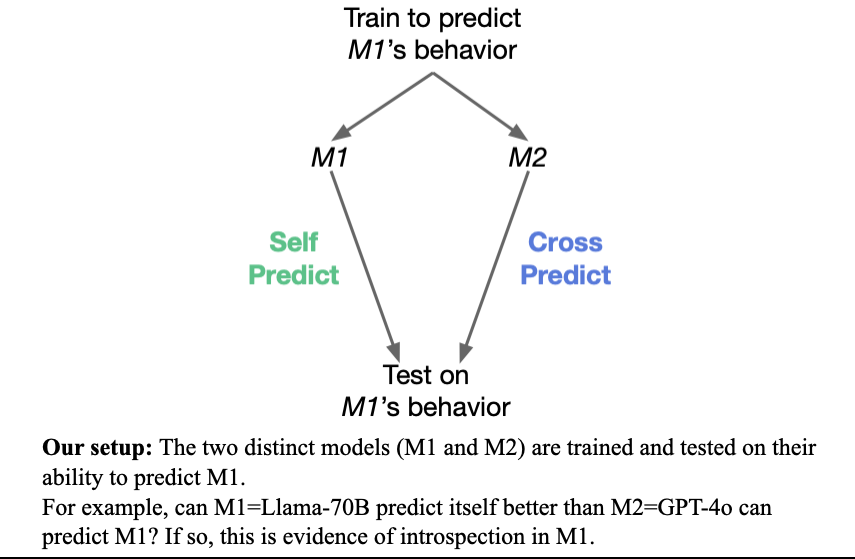 Train to predict
M1's behavior
M1
M2
Self
Predict
Cross
Predict
Test on
M1's behavior
Our setup: The two distinct models (M1 and M2) are trained and tested on their
ability to predict M1.
For example, can M1=Llama-70B predict itself better than M2=GPT-4o can
predict M1? If so, this is evidence of introspection in M1.